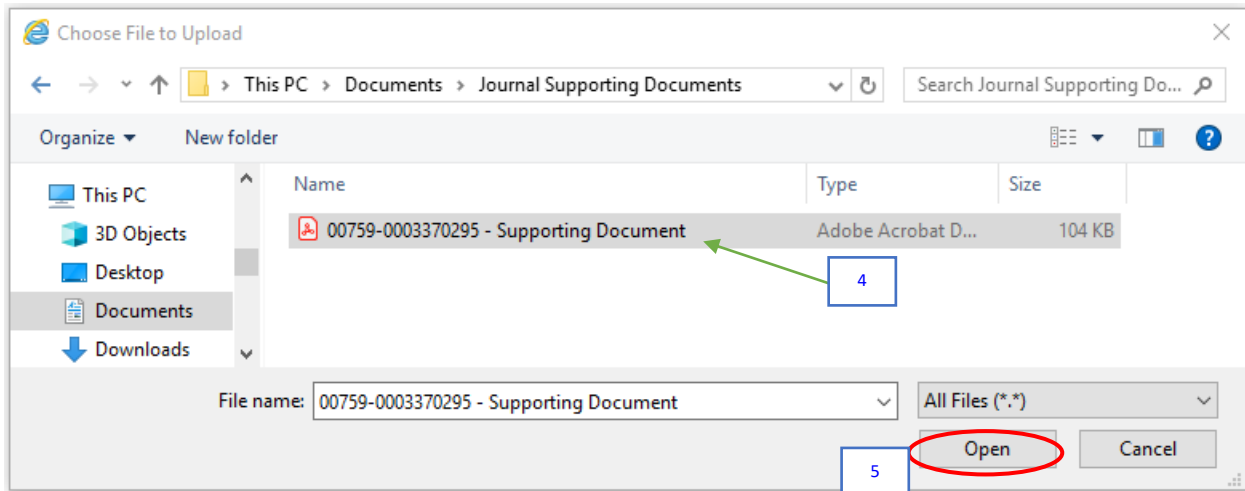 Choose File to Upload
> This PC > Documents > Journal Supporting Documents
Search Journal Supporting Do...
Organize New folder
?
This PC
3D Objects
Desktop
Documents
Downloads
Name Type Size
00759-0003370295 - Supporting Document Adobe Acrobat D... 104 KB
4
File name: 00759-0003370295 - Supporting Document All Files (*.*)
Open Cancel
5